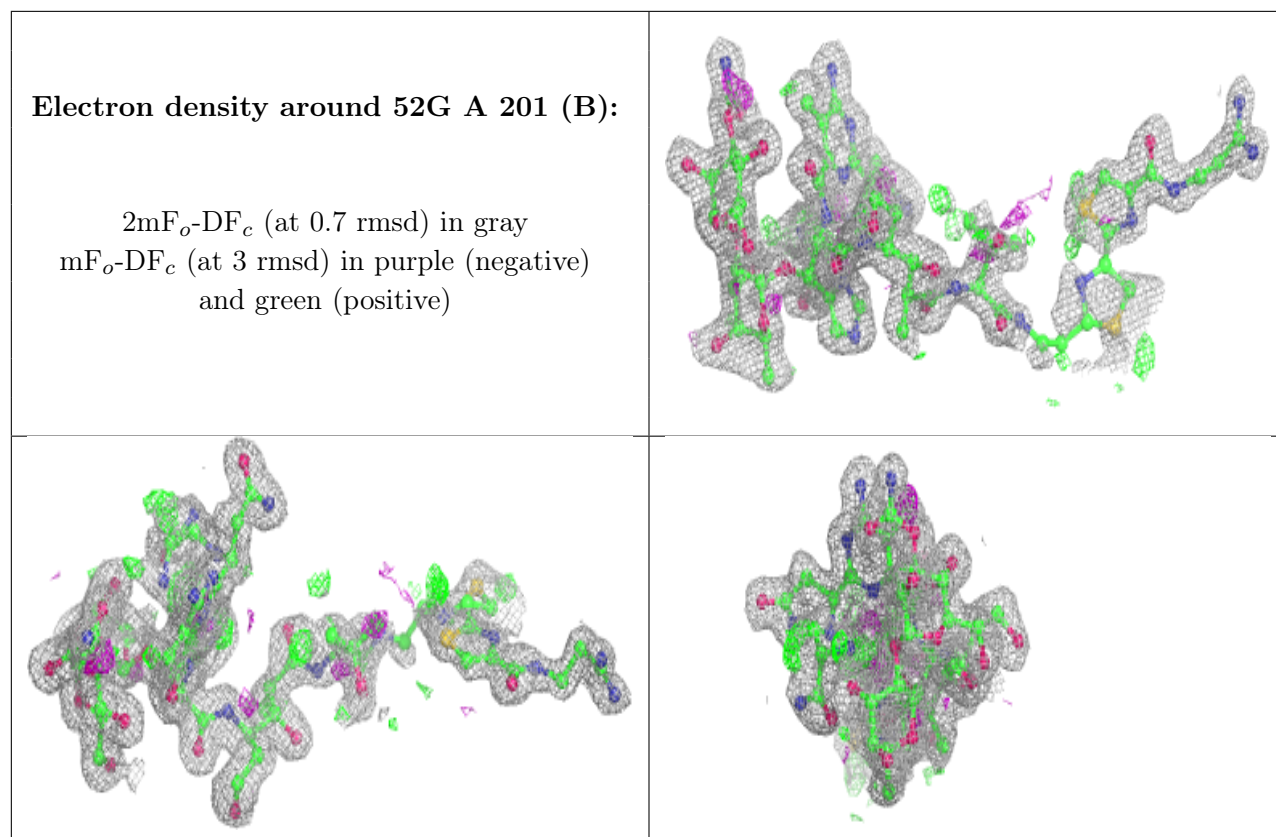 Electron density around 52G A 201 (B):
2mFo-DFc (at 0.7 rmsd) in gray
mFo-DFc (at 3 rmsd) in purple (negative)
and green (positive)